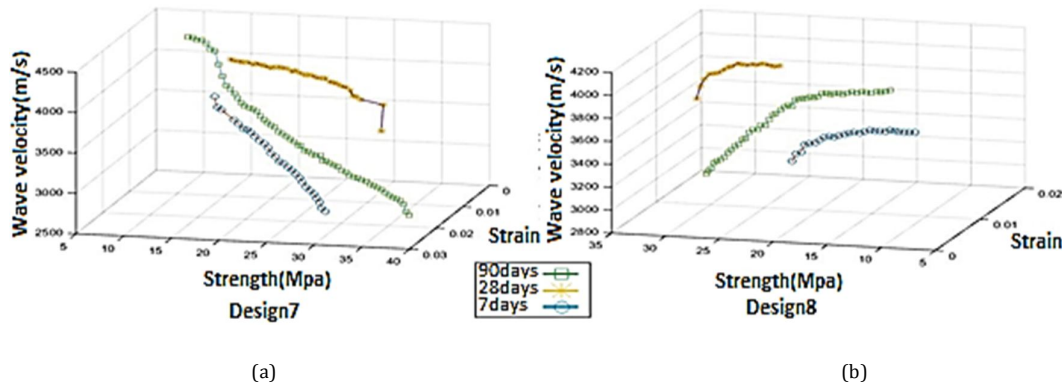 Wave velocity(m/s)
4500
4000
3500
3000
2500
5
10
15
20
25
30
35
40
0
0.01
0.02
0.03
Strain
Strength(Mpa)
Design7
90days
28days
7days
Wave velocity(m/s)
4200
4000
3800
3600
3400
3200
3000
2800
35
30
25
20
15
10
5
0.02
0.01
0
Strain
Strength(Mpa)
Design8
(a)
(b)